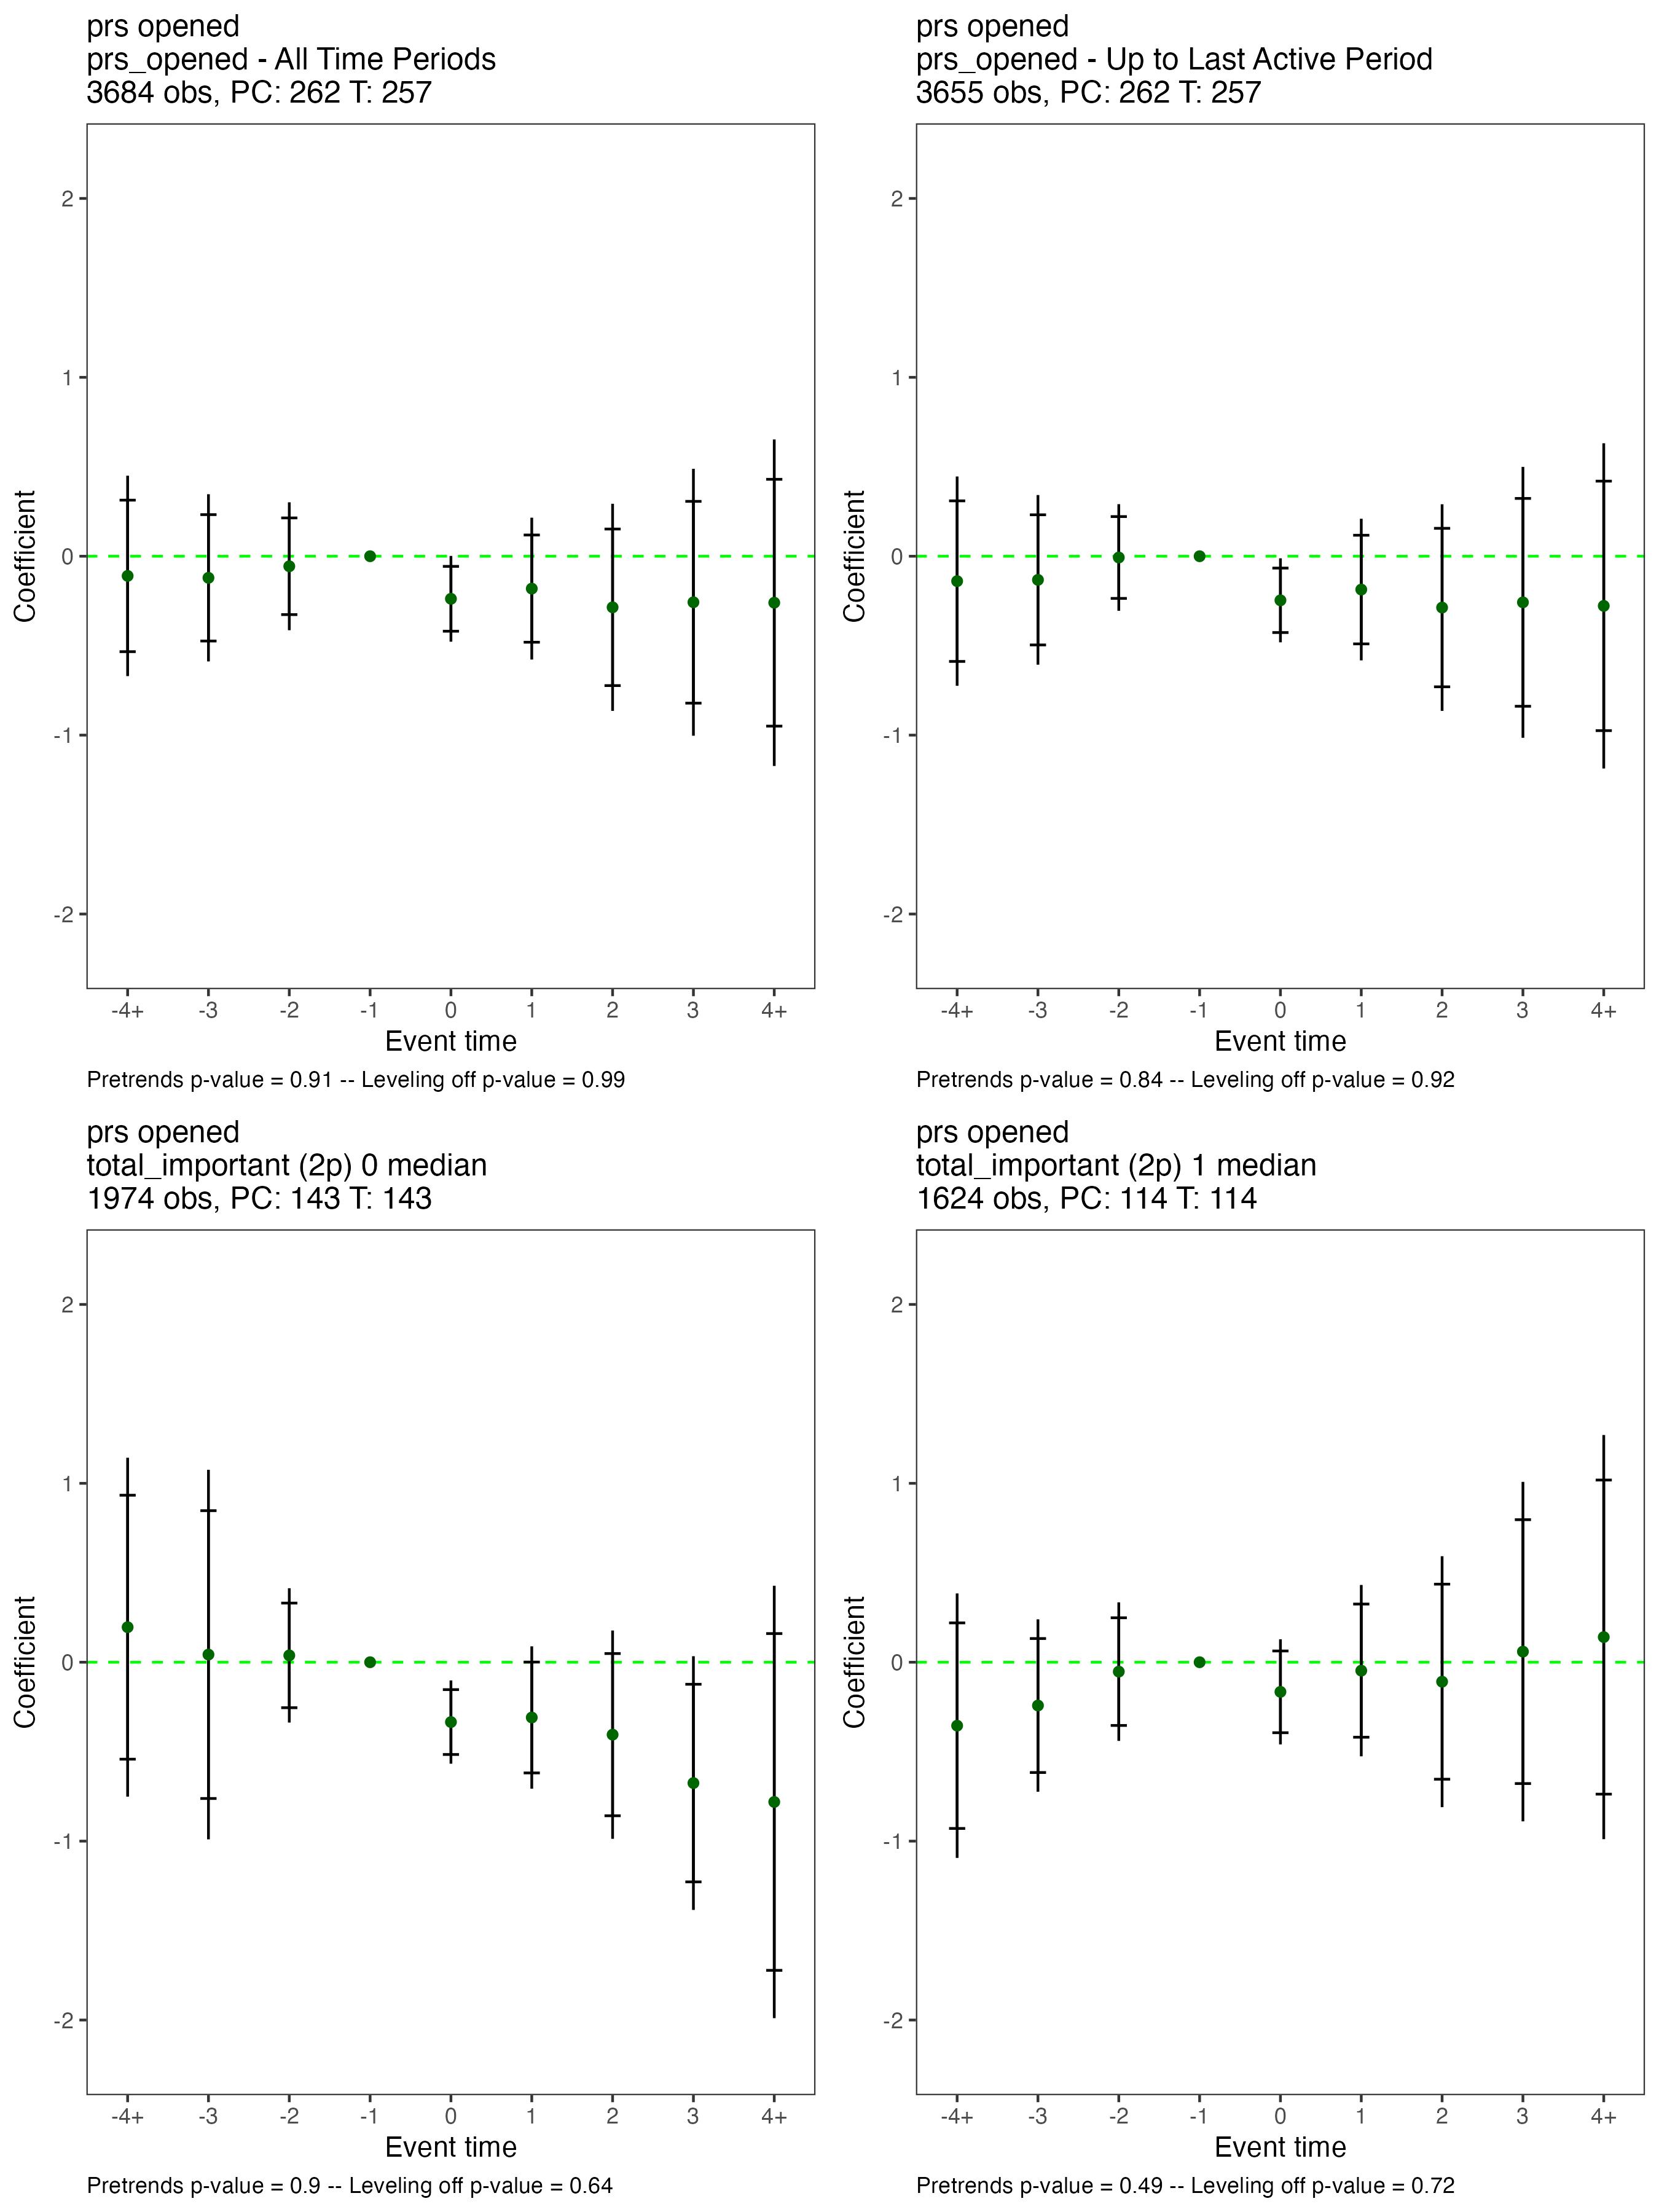 prs opened
prs_opened - All Time Periods
3684 obs, PC: 262 T: 257
2
1
0
-1
-2
Coefficient
-4+ -3 -2 -1 0 1 2 3 4+
Event time
Pretrends p-value = 0.91 -- Leveling off p-value = 0.99
prs opened
prs_opened - Up to Last Active Period
3655 obs, PC: 262 T: 257
2
1
0
-1
-2
Coefficient
-4+ -3 -2 -1 0 1 2 3 4+
Event time
Pretrends p-value = 0.84 -- Leveling off p-value = 0.92
prs opened
total_important (2p) 0 median
1974 obs, PC: 143 T: 143
2
1
0
-1
-2
Coefficient
-4+ -3 -2 -1 0 1 2 3 4+
Event time
Pretrends p-value = 0.9 -- Leveling off p-value = 0.64
prs opened
total_important (2p) 1 median
1624 obs, PC: 114 T: 114
2
1
0
-1
-2
Coefficient
-4+ -3 -2 -1 0 1 2 3 4+
Event time
Pretrends p-value = 0.49 -- Leveling off p-value = 0.72